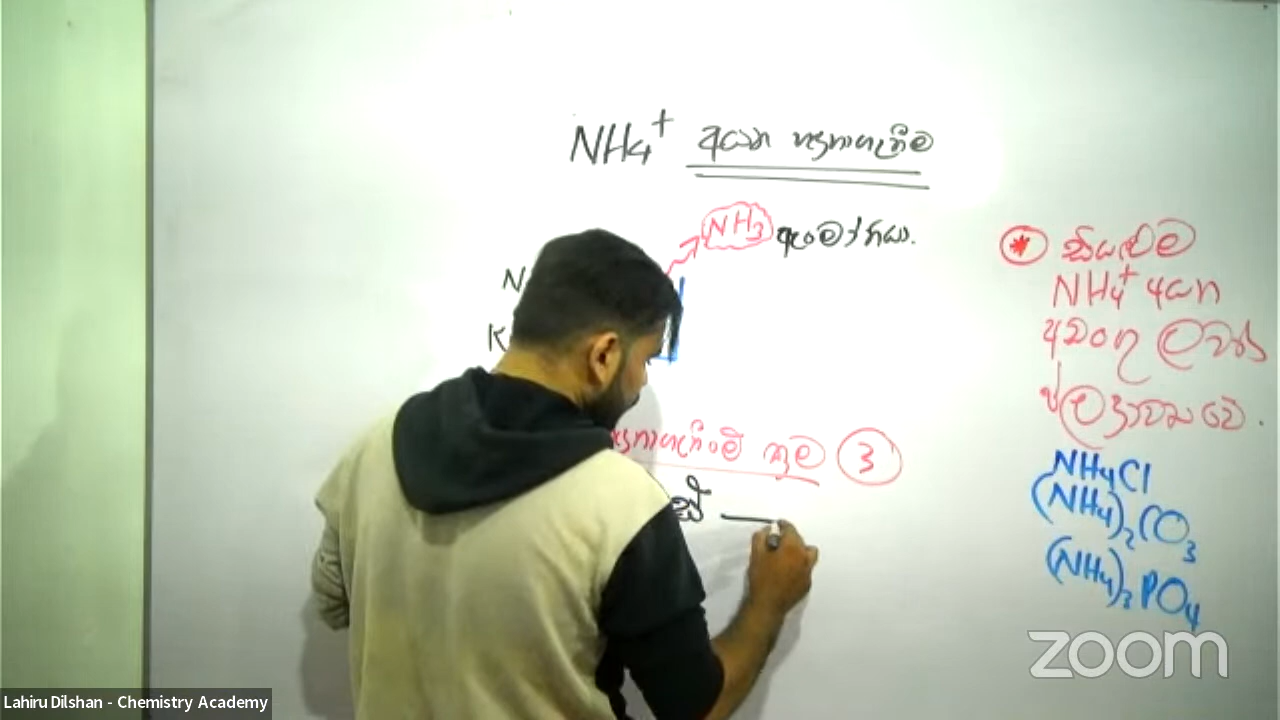 NH₄⁺ අයන හඳුනාගැනීම
NH₃ ඇමෝනියා.
N
K
හඳුනාගැනීමේ ක්‍රම ③
* සියළුම
NH₄⁺ අයන
අඩංගු ලවණ
ජලද්‍රාව්‍ය වේ.
NH₄Cl
(NH₄)₂CO₃
(NH₄)₃PO₄
zoom
Lahiru Dilshan - Chemistry Academy